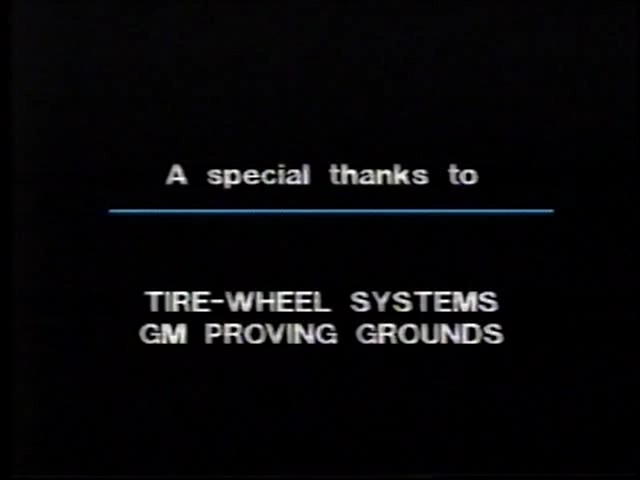 A special thanks to
TIRE-WHEEL SYSTEMS
GM PROVING GROUNDS